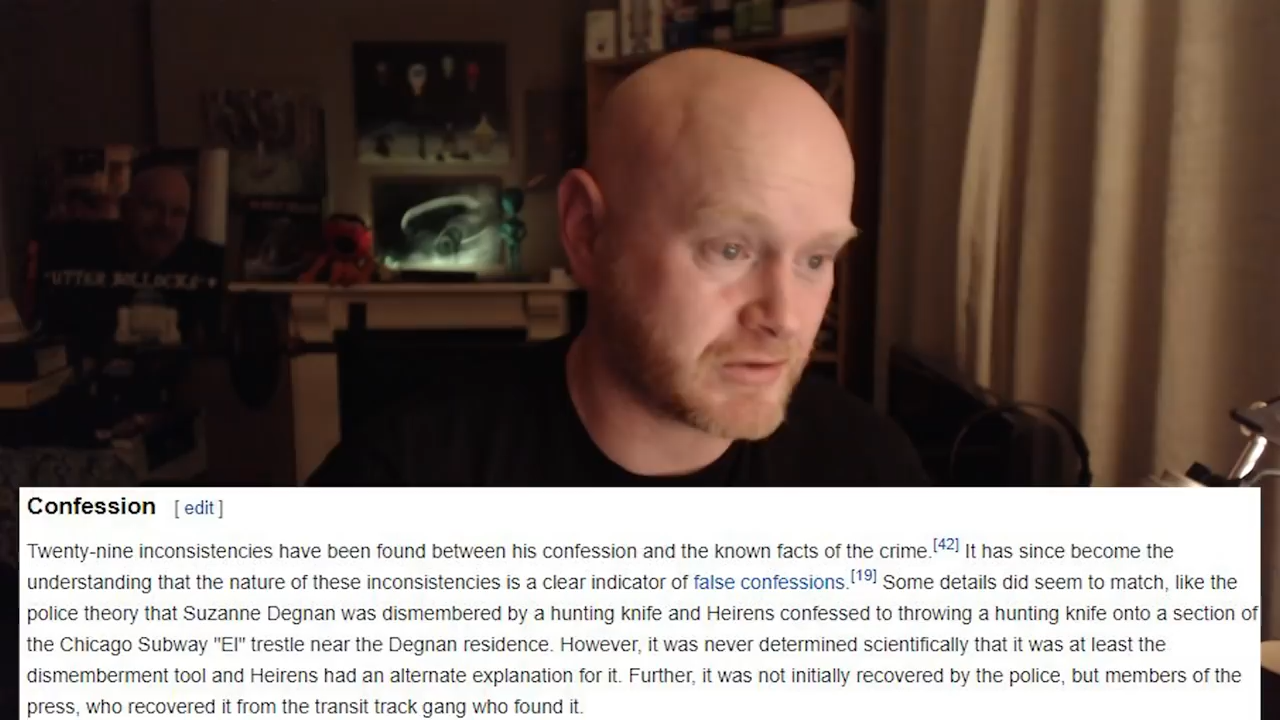 "UTTER BOLLOCKS"
Confession [ edit ]
Twenty-nine inconsistencies have been found between his confession and the known facts of the crime.[42] It has since become the
understanding that the nature of these inconsistencies is a clear indicator of false confessions.[19] Some details did seem to match, like the
police theory that Suzanne Degnan was dismembered by a hunting knife and Heirens confessed to throwing a hunting knife onto a section of
the Chicago Subway "El" trestle near the Degnan residence. However, it was never determined scientifically that it was at least the
dismemberment tool and Heirens had an alternate explanation for it. Further, it was not initially recovered by the police, but members of the
press, who recovered it from the transit track gang who found it.